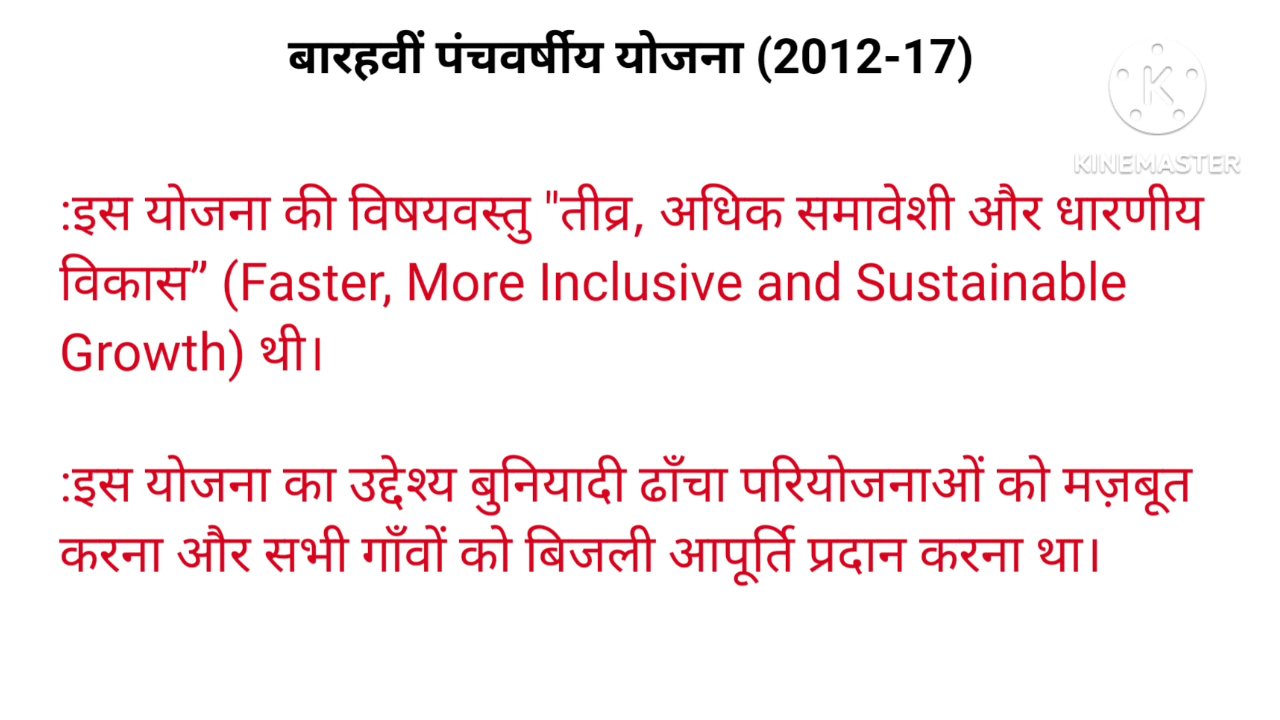 बारहवीं पंचवर्षीय योजना (2012-17)
K
KINEMASTER
:इस योजना की विषयवस्तु "तीव्र, अधिक समावेशी और धारणीय
विकास” (Faster, More Inclusive and Sustainable
Growth) थी।
:इस योजना का उद्देश्य बुनियादी ढाँचा परियोजनाओं को मज़बूत
करना और सभी गाँवों को बिजली आपूर्ति प्रदान करना था।